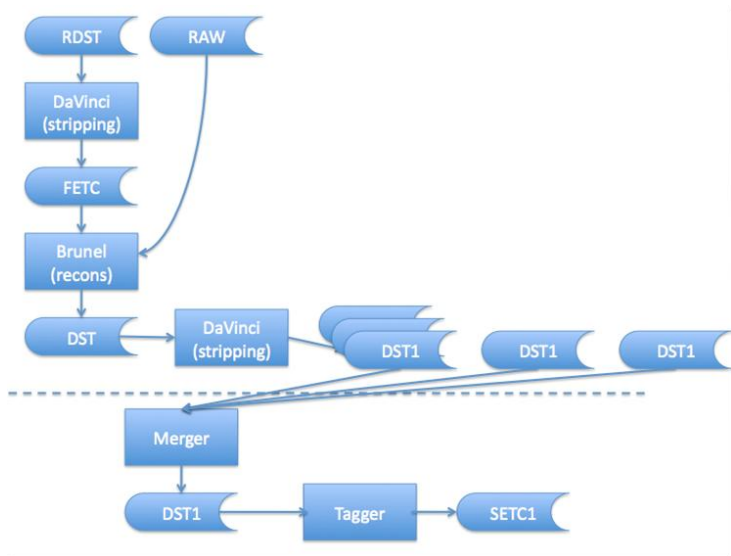 RDST
RAW
DaVinci
(stripping)
FETC
Brunel
(recons)
DST
DaVinci
(stripping)
DST1
DST1
DST1
Merger
DST1
Tagger
SETC1